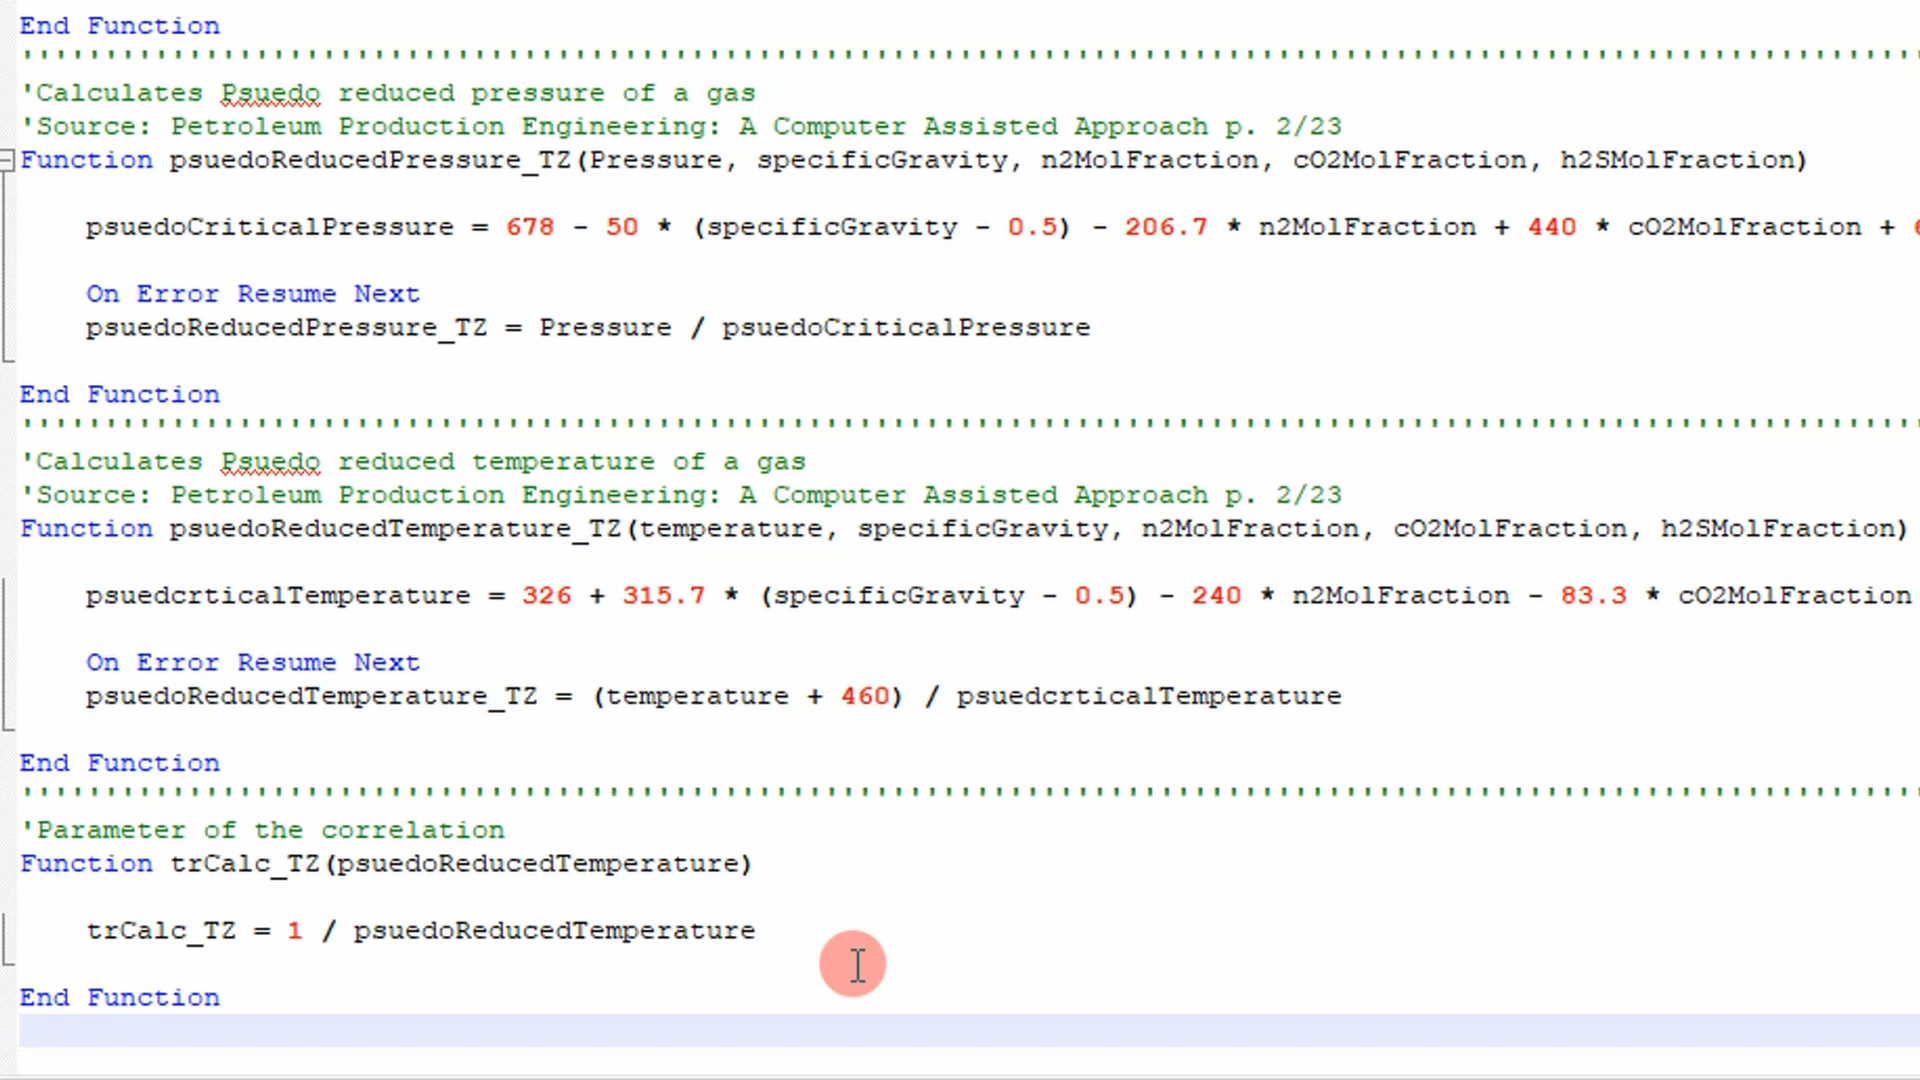 End Function
''''''''''''''''''''''''''''''''''''''''''''''''''''''''''''''''''''''''''''''''''''''''''''''''''''''''''''''''''
'Calculates Psuedo reduced pressure of a gas
'Source: Petroleum Production Engineering: A Computer Assisted Approach p. 2/23
Function psuedoReducedPressure_TZ(Pressure, specificGravity, n2MolFraction, cO2MolFraction, h2SMolFraction)
psuedoCriticalPressure = 678 - 50 * (specificGravity - 0.5) - 206.7 * n2MolFraction + 440 * cO2MolFraction +
On Error Resume Next
psuedoReducedPressure_TZ = Pressure / psuedoCriticalPressure
End Function
''''''''''''''''''''''''''''''''''''''''''''''''''''''''''''''''''''''''''''''''''''''''''''''''''''''''''''''''''
'Calculates Psuedo reduced temperature of a gas
'Source: Petroleum Production Engineering: A Computer Assisted Approach p. 2/23
Function psuedoReducedTemperature_TZ(temperature, specificGravity, n2MolFraction, cO2MolFraction, h2SMolFraction)
psuedcrticalTemperature = 326 + 315.7 * (specificGravity - 0.5) - 240 * n2MolFraction - 83.3 * cO2MolFraction
On Error Resume Next
psuedoReducedTemperature_TZ = (temperature + 460) / psuedcrticalTemperature
End Function
''''''''''''''''''''''''''''''''''''''''''''''''''''''''''''''''''''''''''''''''''''''''''''''''''''''''''''''''''
'Parameter of the correlation
Function trCalc_TZ(psuedoReducedTemperature)
trCalc_TZ = 1 / psuedoReducedTemperature
End Function